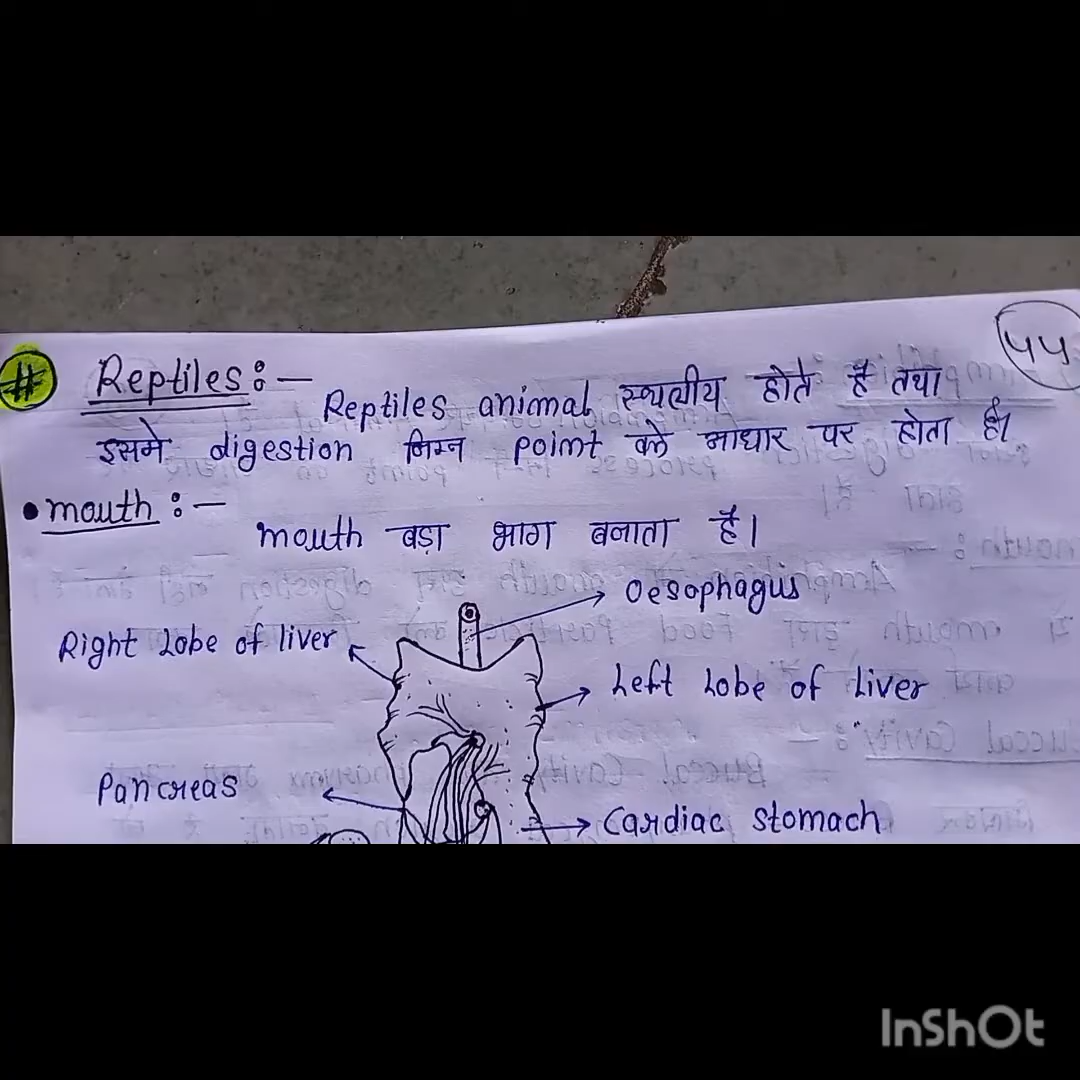 # Reptiles :—
Reptiles animal स्थलीय होते है तथा
इसमे digestion निम्न point के आधार पर होता है।
44
• mouth :—
mouth बड़ा भाग बनाता है।
Oesophagus
Right Lobe of liver
Left Lobe of Liver
Pancreas
Cardiac stomach
InShOt